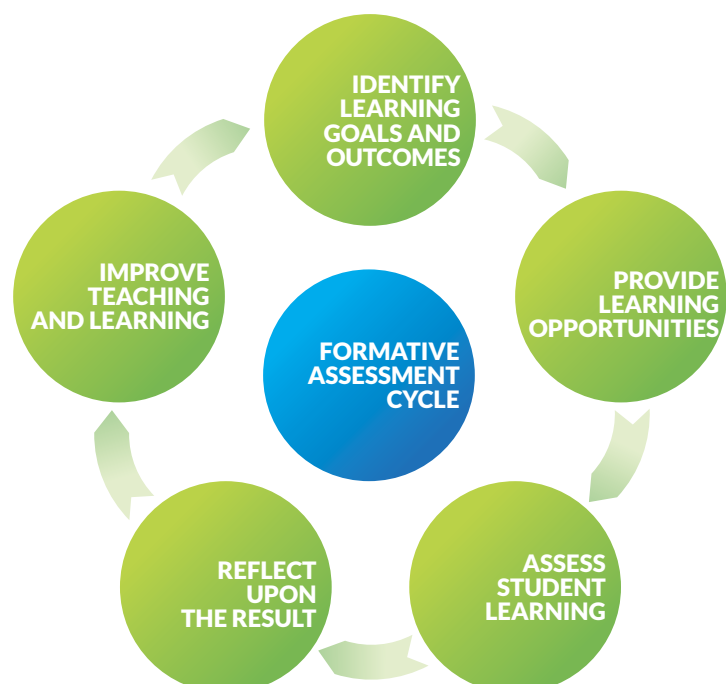 IDENTIFY
LEARNING
GOALS AND
OUTCOMES
PROVIDE
LEARNING
OPPORTUNITIES
ASSESS
STUDENT
LEARNING
REFLECT
UPON
THE RESULT
IMPROVE
TEACHING
AND LEARNING
FORMATIVE
ASSESSMENT
CYCLE